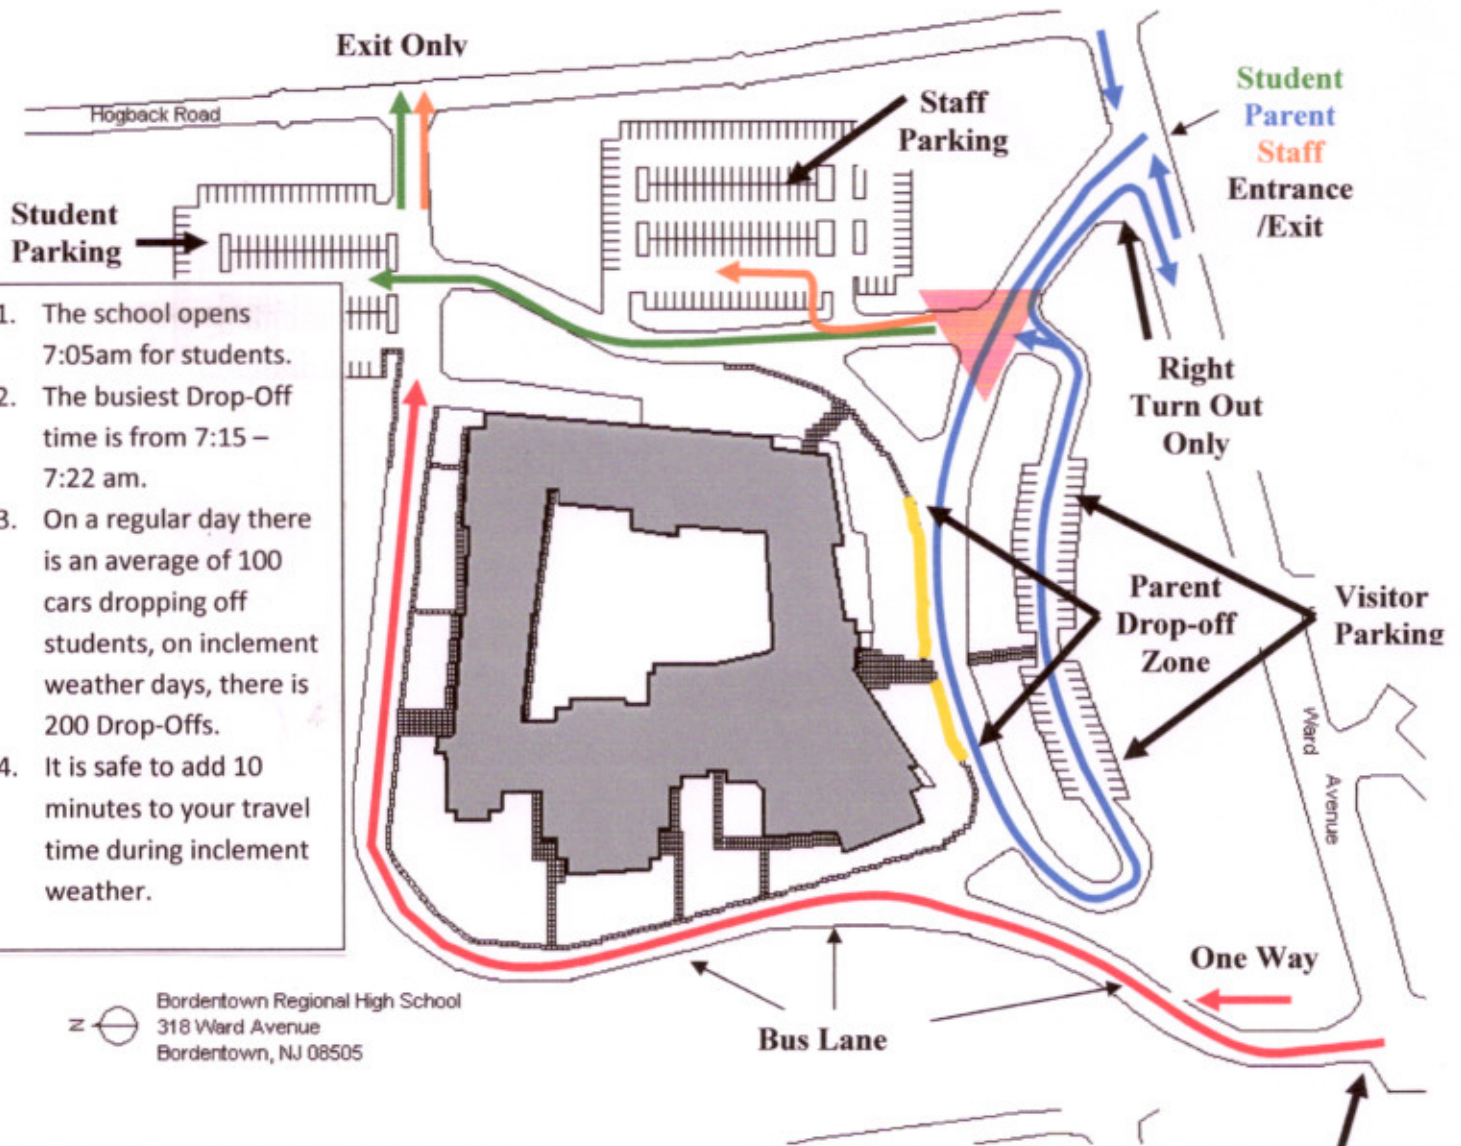 Exit Only
Hogback Road
Staff
Parking
Student
Parent
Staff
Entrance
/Exit
Student
Parking
1. The school opens
7:05am for students.
2. The busiest Drop-Off
time is from 7:15 –
7:22 am.
3. On a regular day there
is an average of 100
cars dropping off
students, on inclement
weather days, there is
200 Drop-Offs.
4. It is safe to add 10
minutes to your travel
time during inclement
weather.
Right
Turn Out
Only
Parent
Drop-off
Zone
Visitor
Parking
Ward
Avenue
One Way
Bus Lane
N
Bordentown Regional High School
318 Ward Avenue
Bordentown, NJ 08505